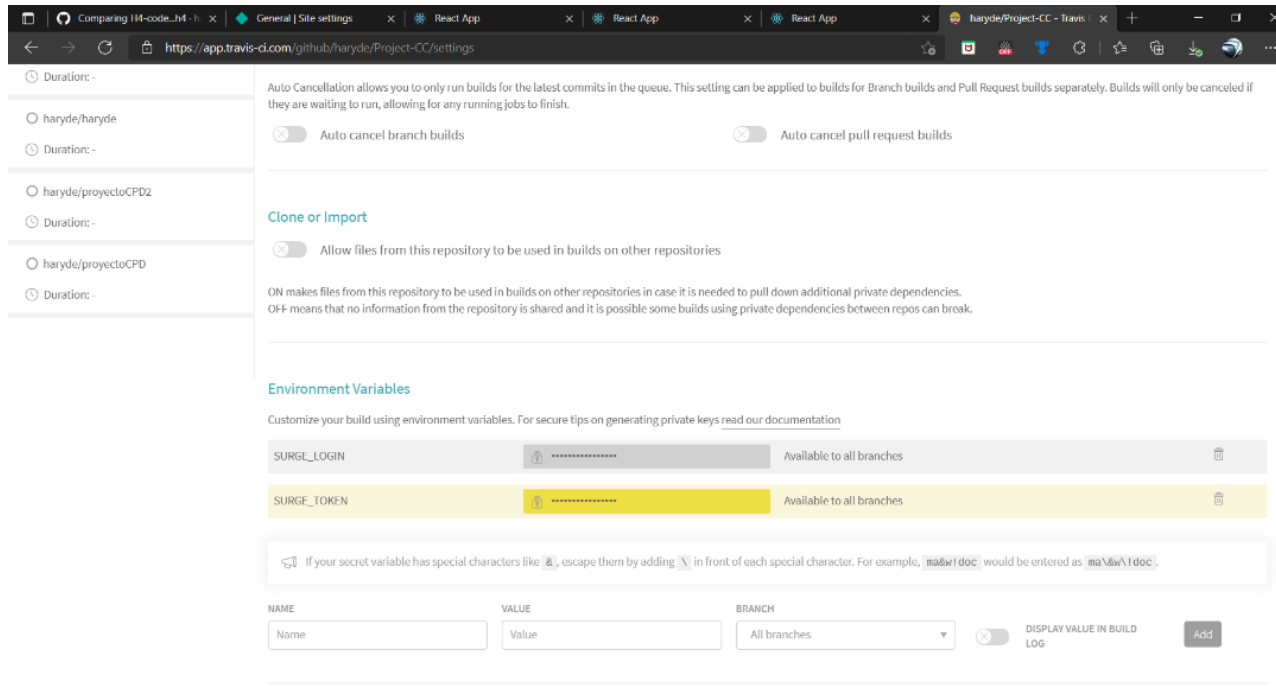 Comparing H4-code...h4 · h
General | Site settings
React App
React App
React App
haryde/Project-CC - Travis
https://app.travis-ci.com/github/haryde/Project-CC/settings
Duration: -
haryde/haryde
Duration: -
haryde/proyectoCPD2
Duration: -
haryde/proyectoCPD
Duration: -
Auto Cancellation allows you to only run builds for the latest commits in the queue. This setting can be applied to builds for Branch builds and Pull Request builds separately. Builds will only be canceled if
they are waiting to run, allowing for any running jobs to finish.
Auto cancel branch builds
Auto cancel pull request builds
Clone or Import
Allow files from this repository to be used in builds on other repositories
ON makes files from this repository to be used in builds on other repositories in case it is needed to pull down additional private dependencies.
OFF means that no information from the repository is shared and it is possible some builds using private dependencies between repos can break.
Environment Variables
Customize your build using environment variables. For secure tips on generating private keys read our documentation
SURGE_LOGIN •••••••••••••••• Available to all branches
SURGE_TOKEN •••••••••••••••• Available to all branches
If your secret variable has special characters like & , escape them by adding \ in front of each special character. For example, ma&w!doc would be entered as ma\&w\!doc .
NAME VALUE BRANCH
Name Value All branches
DISPLAY VALUE IN BUILD
LOG
Add